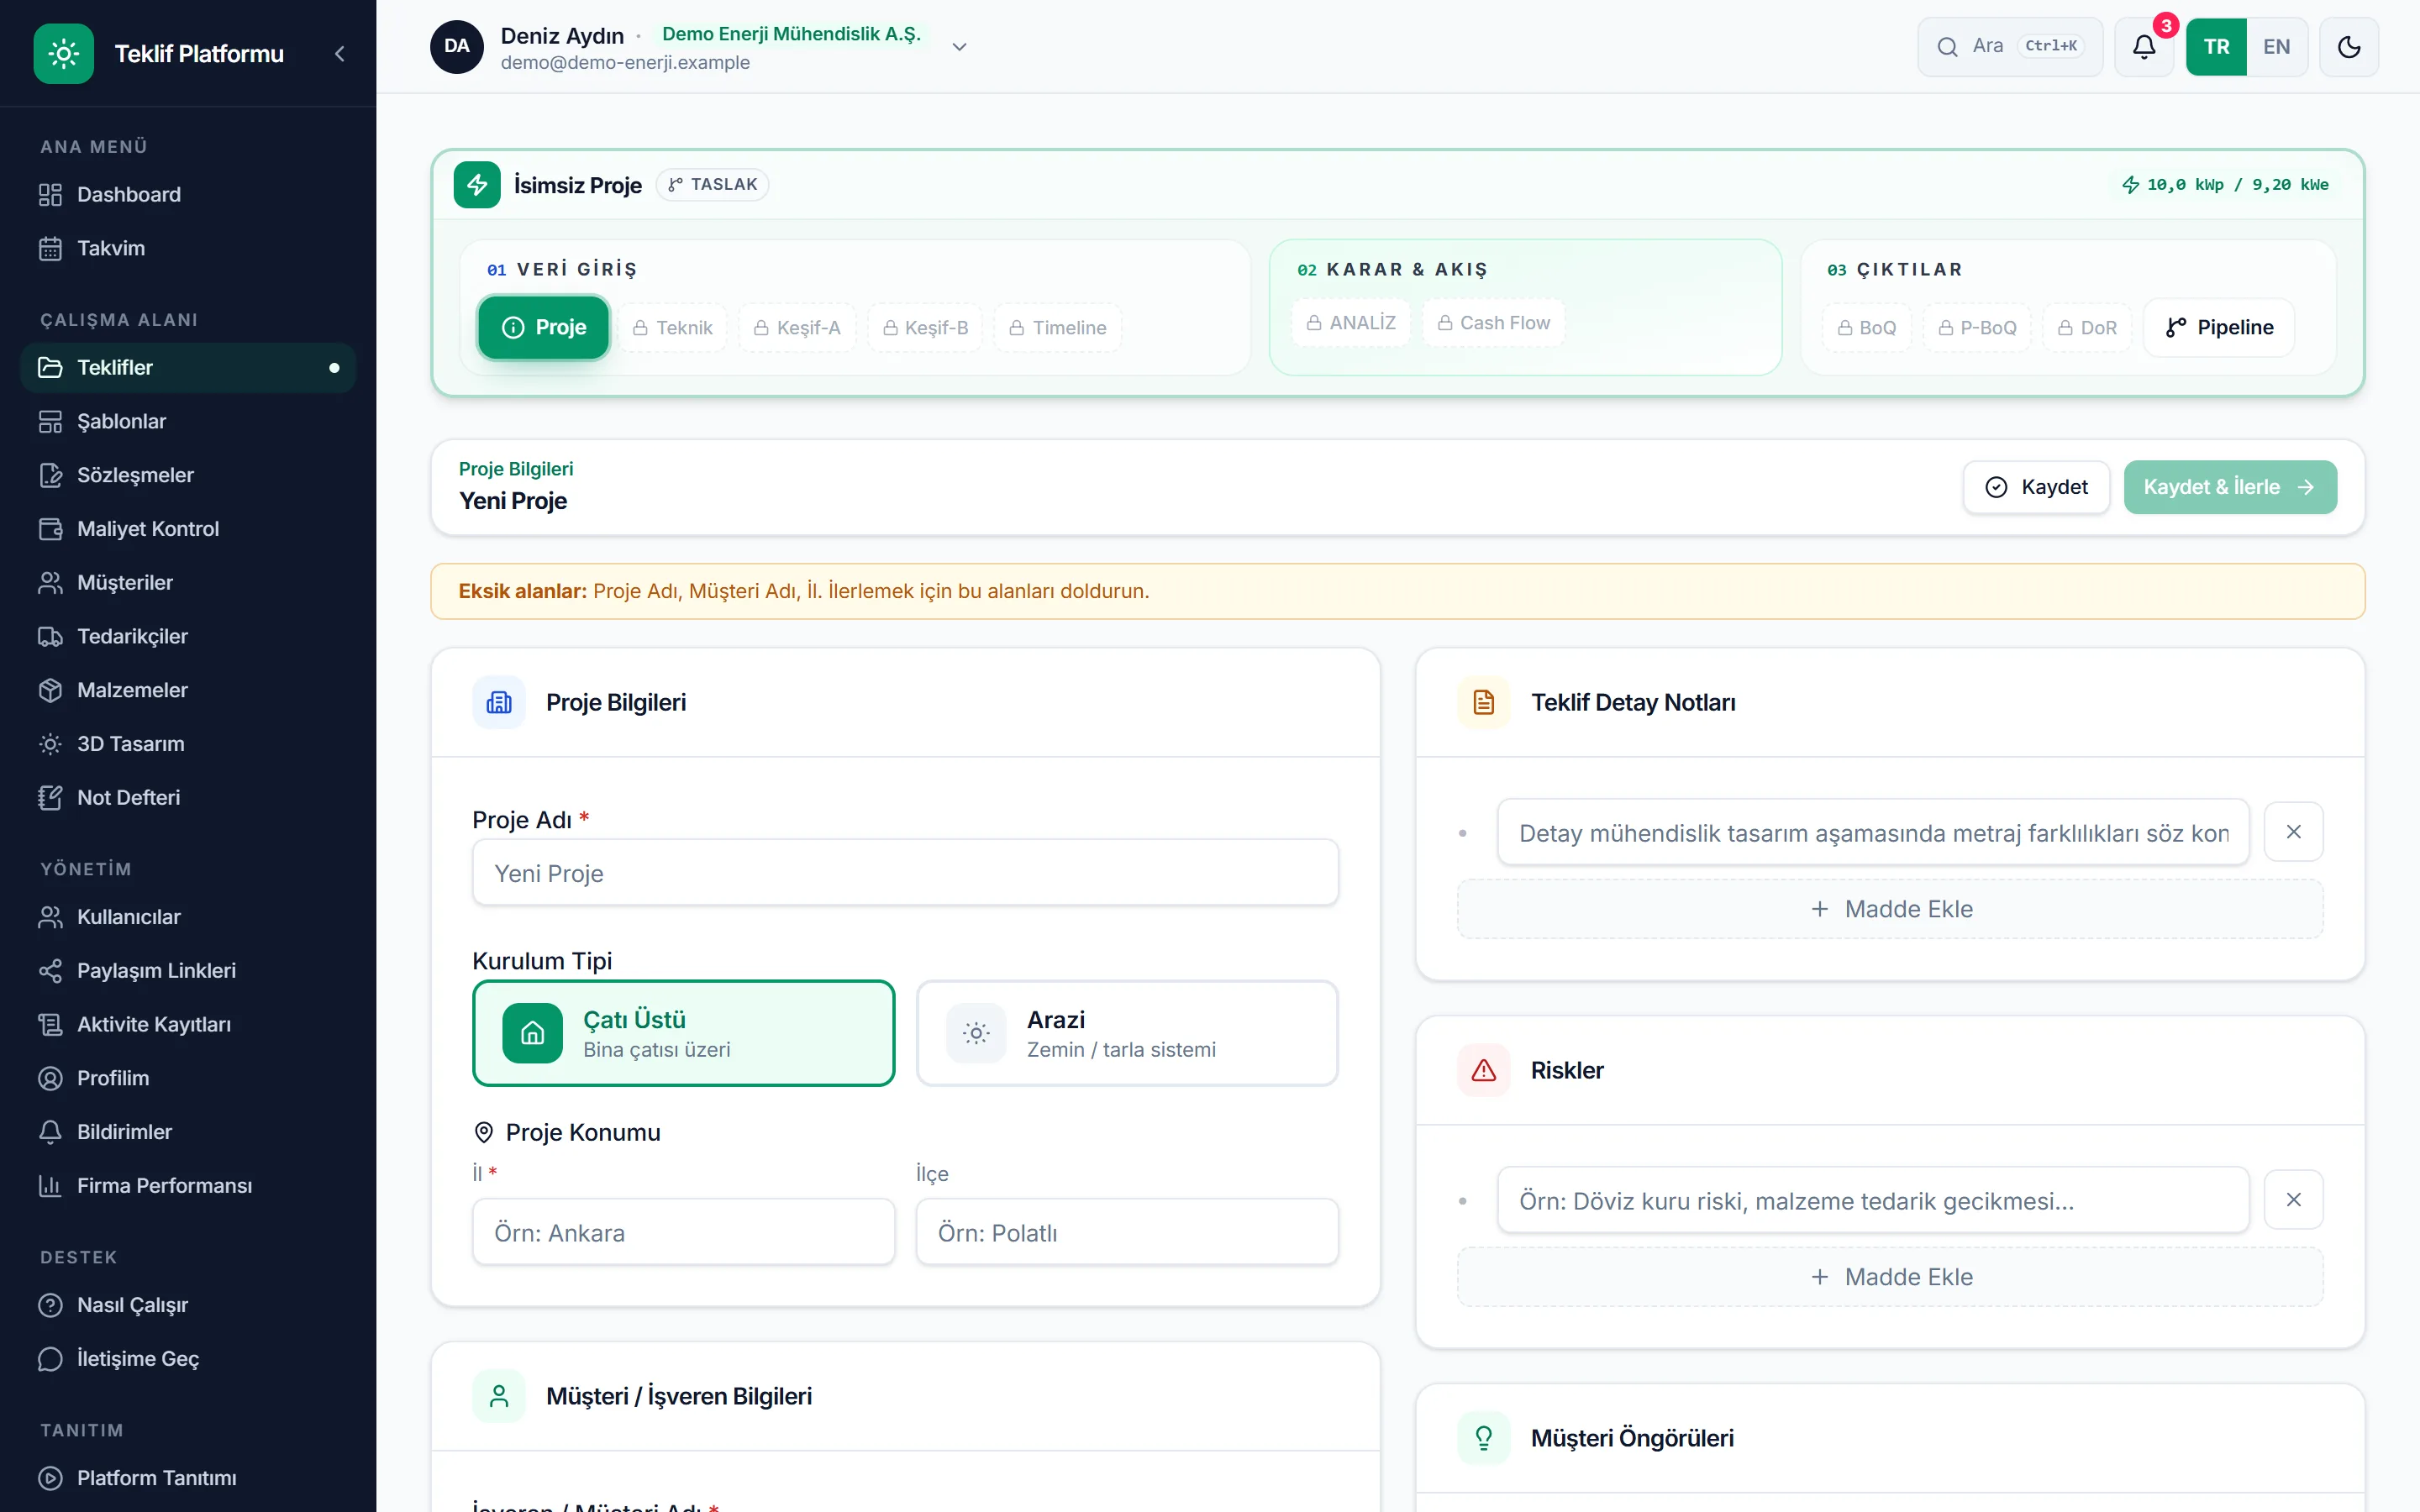 Teklif Platformu
ANA MENÜ
Dashboard
Takvim
ÇALIŞMA ALANI
Teklifler
Şablonlar
Sözleşmeler
Maliyet Kontrol
Müşteriler
Tedarikçiler
Malzemeler
3D Tasarım
Not Defteri
YÖNETİM
Kullanıcılar
Paylaşım Linkleri
Aktivite Kayıtları
Profilim
Bildirimler
Firma Performansı
DESTEK
Nasıl Çalışır
İletişime Geç
TANITIM
Platform Tanıtımı
DA
Deniz Aydın · Demo Enerji Mühendislik A.Ş.
demo@demo-enerji.example
Ara Ctrl+K
3
TR EN
İsimsiz Proje TASLAK
10,0 kWp / 9,20 kWe
01 VERİ GİRİŞ
Proje Teknik Keşif-A Keşif-B Timeline
02 KARAR & AKIŞ
ANALİZ Cash Flow
03 ÇIKTILAR
BoQ P-BoQ DoR Pipeline
Proje Bilgileri
Yeni Proje
Kaydet
Kaydet & İlerle
Eksik alanlar: Proje Adı, Müşteri Adı, İl. İlerlemek için bu alanları doldurun.
Proje Bilgileri
Proje Adı *
Yeni Proje
Kurulum Tipi
Çatı Üstü
Bina çatısı üzeri
Arazi
Zemin / tarla sistemi
Proje Konumu
İl * İlçe
Örn: Ankara Örn: Polatlı
Müşteri / İşveren Bilgileri
İşveren / Müşteri Adı *
Teklif Detay Notları
Detay mühendislik tasarım aşamasında metraj farklılıkları söz kon
+ Madde Ekle
Riskler
Örn: Döviz kuru riski, malzeme tedarik gecikmesi...
+ Madde Ekle
Müşteri Öngörüleri